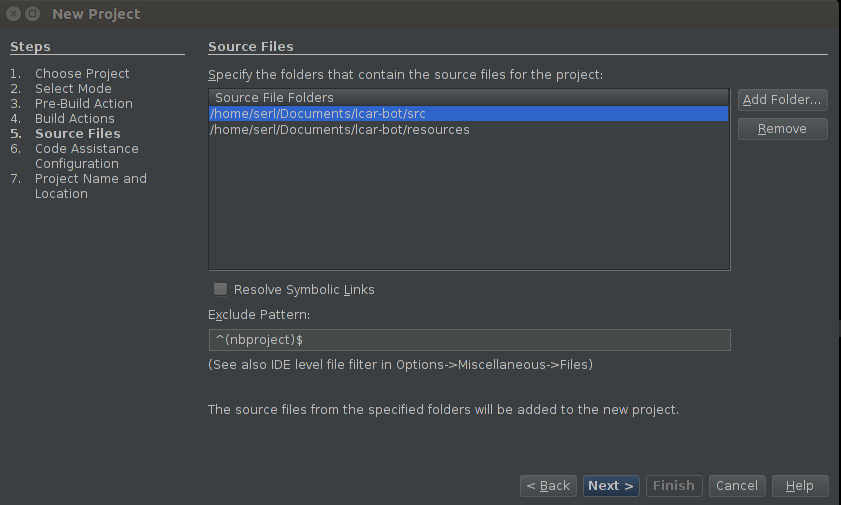 New Project
Steps
1. Choose Project
2. Select Mode
3. Pre-Build Action
4. Build Actions
5. Source Files
6. Code Assistance
Configuration
7. Project Name and
Location
Source Files
Specify the folders that contain the source files for the project:
Source File Folders
/home/serl/Documents/lcar-bot/src
/home/serl/Documents/lcar-bot/resources
Add Folder...
Remove
Resolve Symbolic Links
Exclude Pattern:
^(nbproject)$
(See also IDE level file filter in Options->Miscellaneous->Files)
The source files from the specified folders will be added to the new project.
< Back
Next >
Finish
Cancel
Help